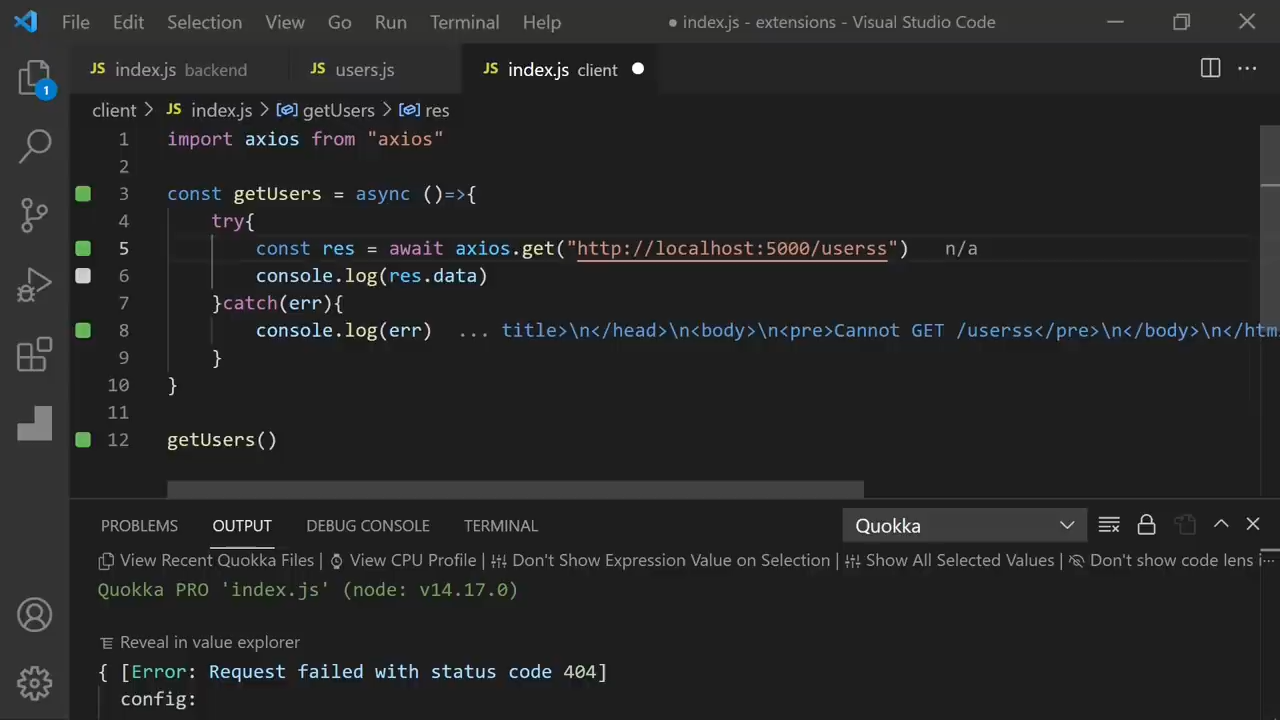 File Edit Selection View Go Run Terminal Help ● index.js - extensions - Visual Studio Code
JS index.js backend JS users.js JS index.js client
1
client > JS index.js > getUsers > res
1 import axios from "axios"
2
3 const getUsers = async ()=>{
4 try{
5 const res = await axios.get("http://localhost:5000/userss") n/a
6 console.log(res.data)
7 }catch(err){
8 console.log(err) ... title>\n</head>\n<body>\n<pre>Cannot GET /userss</pre>\n</body>\n</htm
9 }
10 }
11
12 getUsers()
PROBLEMS OUTPUT DEBUG CONSOLE TERMINAL Quokka
View Recent Quokka Files | View CPU Profile | Don't Show Expression Value on Selection | Show All Selected Values | Don't show code lens i
Quokka PRO 'index.js' (node: v14.17.0)
Reveal in value explorer
{ [Error: Request failed with status code 404]
config: